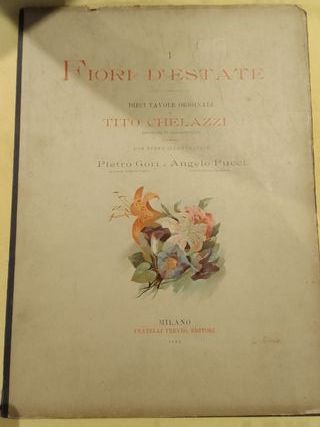 I
FIORI D'ESTATE
DIECI TAVOLE ORIGINALI
TITO CHELAZZI
CON TESTO ILLUSTRATIVO
Pietro Gori e Angelo Pucci
MILANO
FRATELLI TREVES, EDITORI